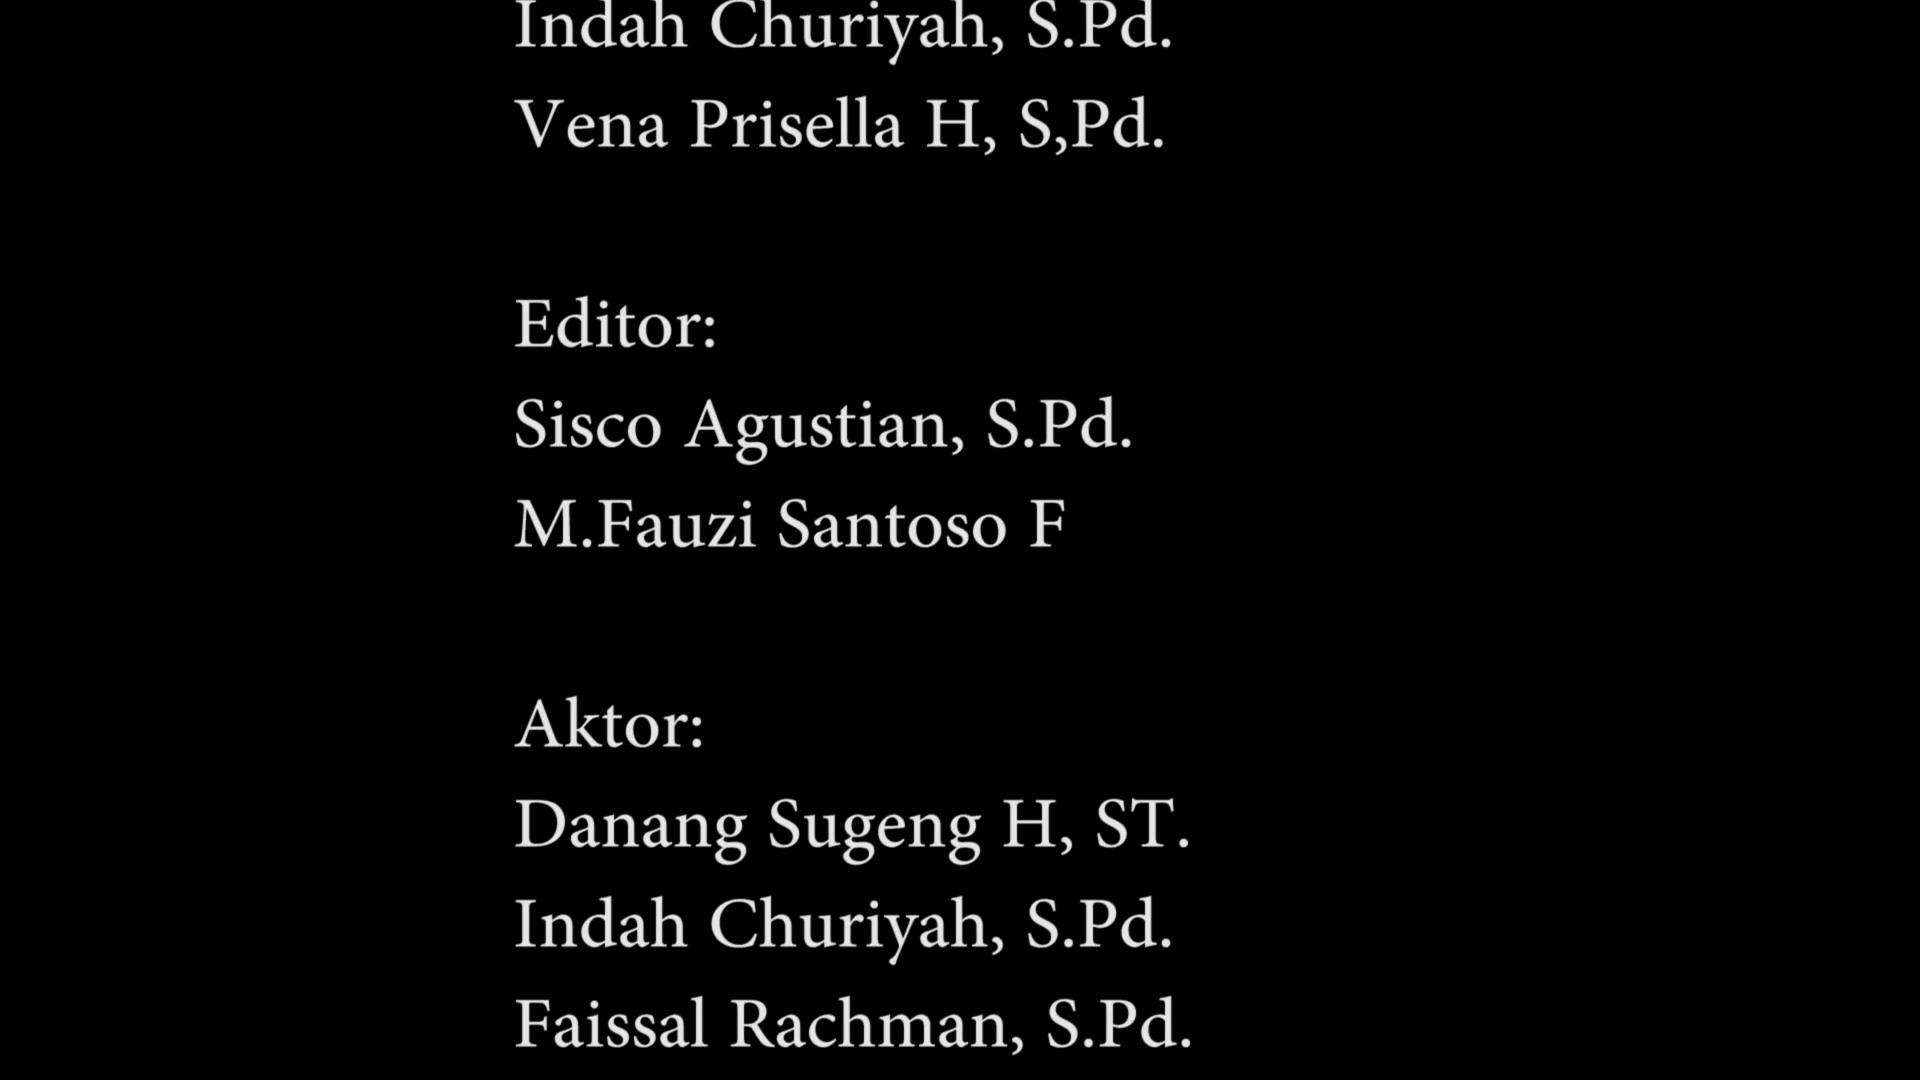 Indah Churiyah, S.Pd.
Vena Prisella H, S,Pd.
Editor:
Sisco Agustian, S.Pd.
M.Fauzi Santoso F
Aktor:
Danang Sugeng H, ST.
Indah Churiyah, S.Pd.
Faissal Rachman, S.Pd.